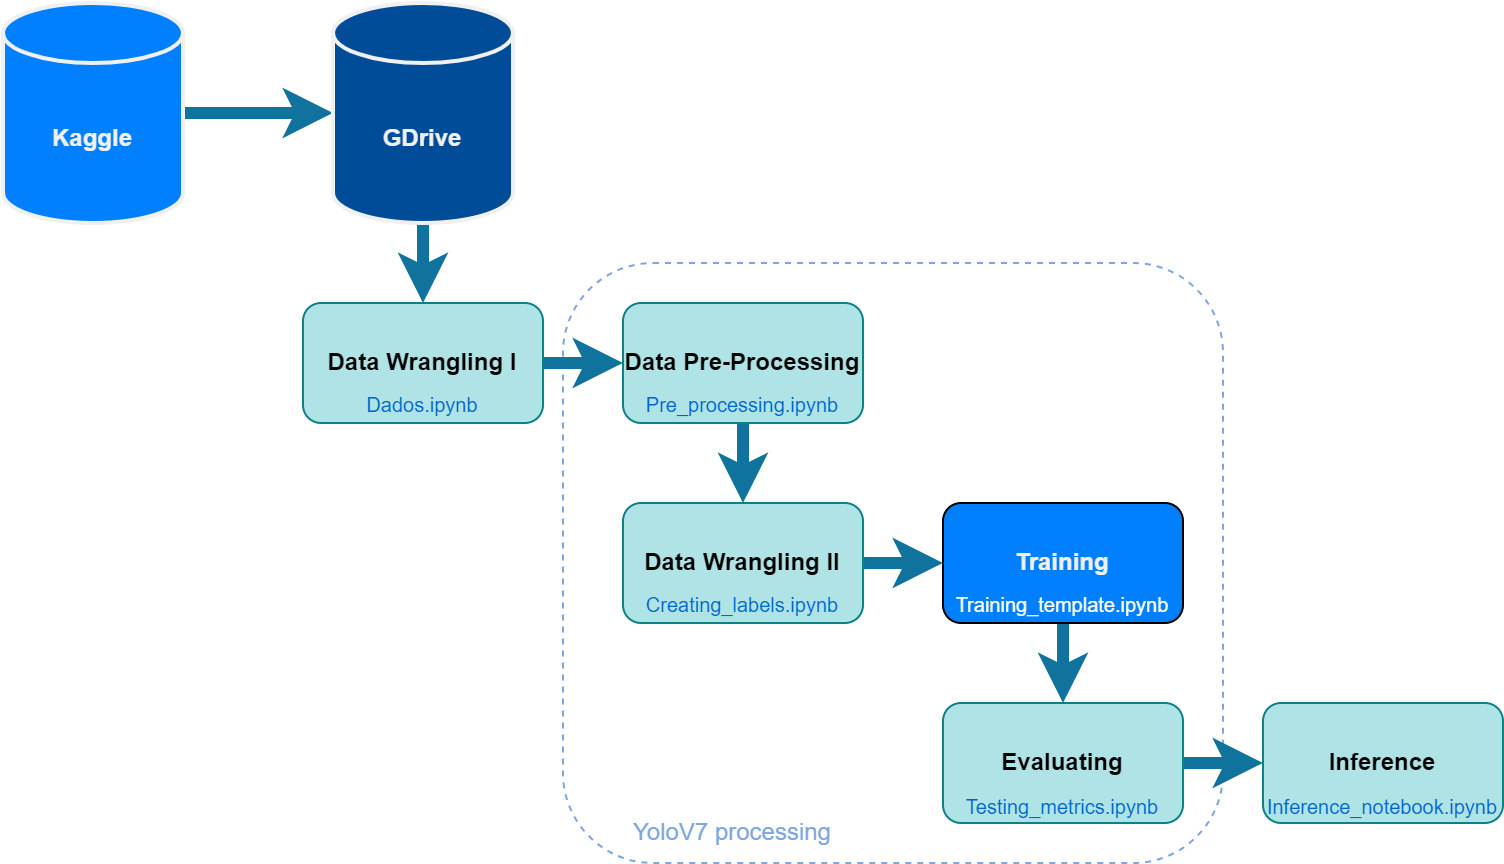 Kaggle
GDrive
Data Wrangling I
Dados.ipynb
Data Pre-Processing
Pre_processing.ipynb
Data Wrangling II
Creating_labels.ipynb
Training
Training_template.ipynb
Evaluating
Testing_metrics.ipynb
Inference
Inference_notebook.ipynb
YoloV7 processing